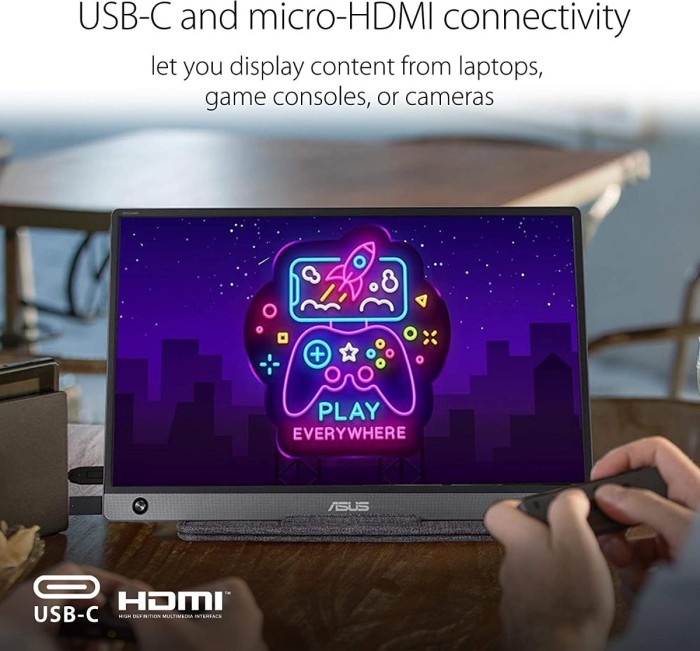 USB-C and micro-HDMI connectivity
let you display content from laptops,
game consoles, or cameras
PLAY
EVERYWHERE
ASUS
USB-C
HDMI™
HIGH DEFINITION MULTIMEDIA INTERFACE